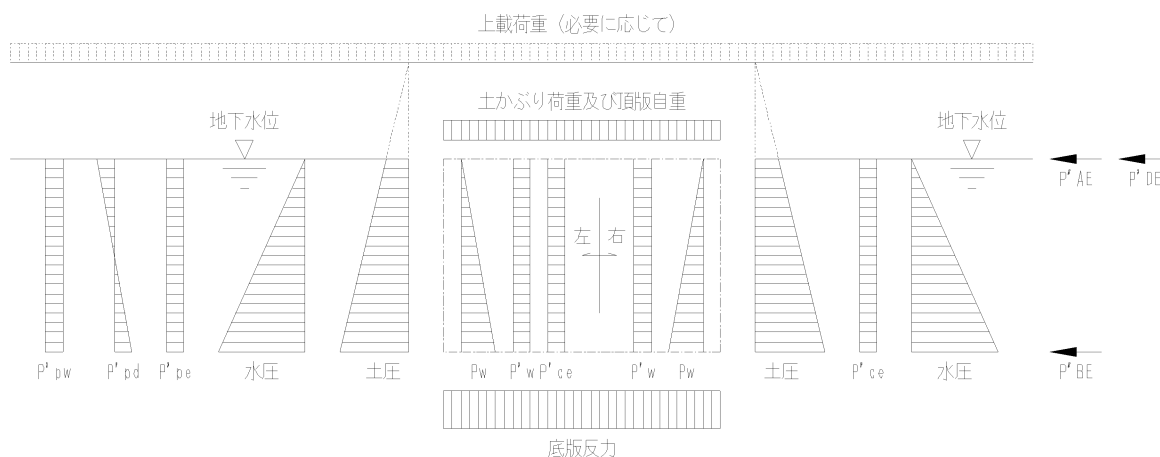 上載荷重（必要に応じて）
土かぶり荷重及び頂版自重
地下水位
地下水位
P'AE
P'DE
左 右
P'pw
P'pd
P'pe
水圧
土圧
Pw
P'w
P'ce
P'w
Pw
土圧
P'ce
水圧
P'BE
底版反力